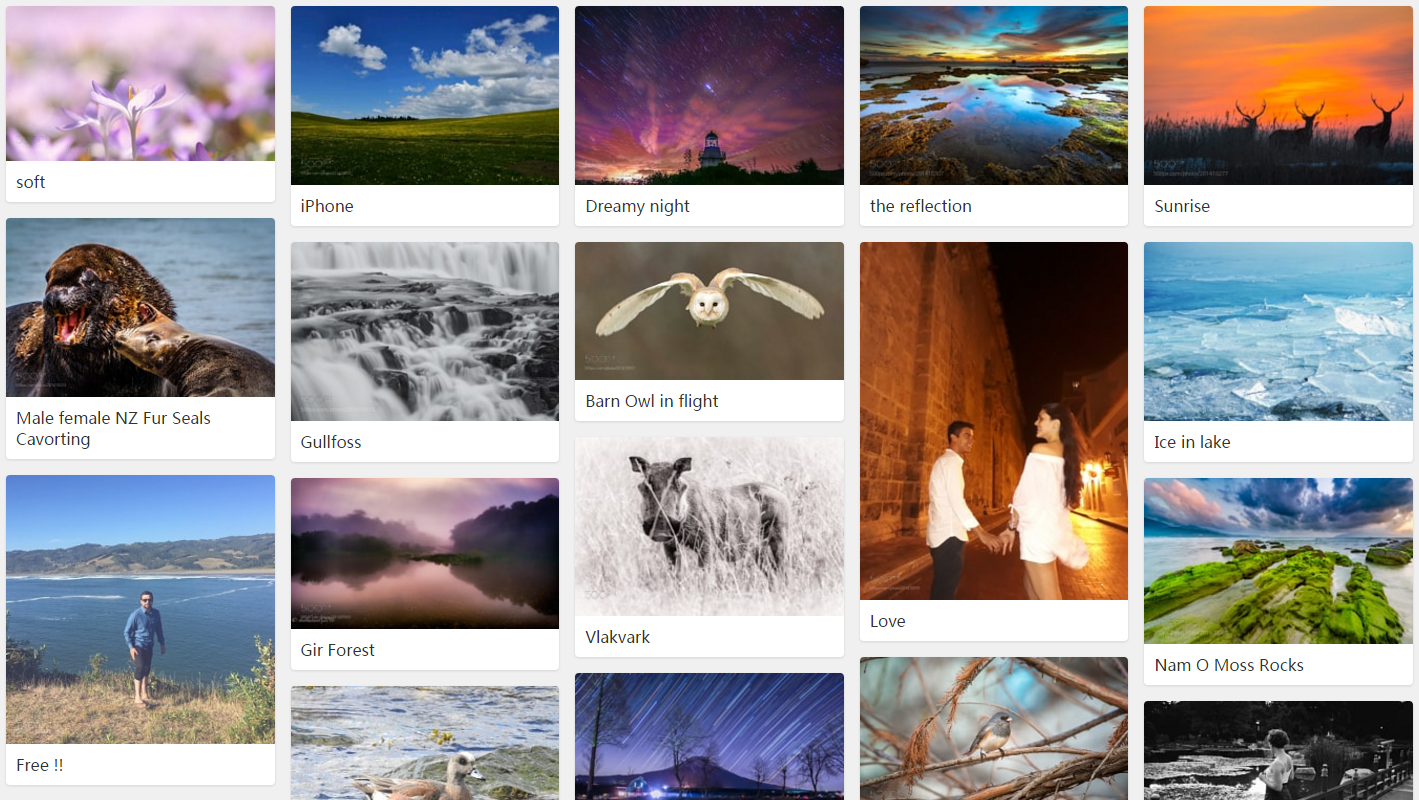 soft
iPhone
Dreamy night
the reflection
Sunrise
Male female NZ Fur Seals
Cavorting
Gullfoss
Barn Owl in flight
Love
Ice in lake
Free !!
Gir Forest
Vlakvark
Nam O Moss Rocks